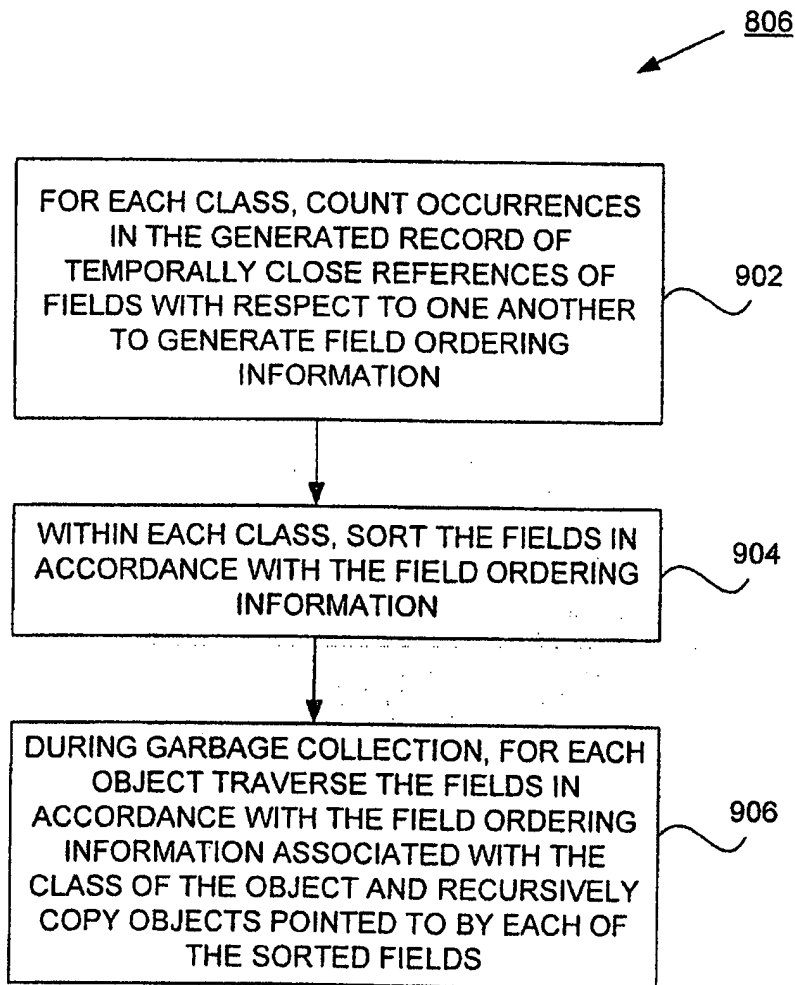 806
FOR EACH CLASS, COUNT OCCURRENCES
IN THE GENERATED RECORD OF
TEMPORALLY CLOSE REFERENCES OF
FIELDS WITH RESPECT TO ONE ANOTHER
TO GENERATE FIELD ORDERING
INFORMATION
902
WITHIN EACH CLASS, SORT THE FIELDS IN
ACCORDANCE WITH THE FIELD ORDERING
INFORMATION
904
DURING GARBAGE COLLECTION, FOR EACH
OBJECT TRAVERSE THE FIELDS IN
ACCORDANCE WITH THE FIELD ORDERING
INFORMATION ASSOCIATED WITH THE
CLASS OF THE OBJECT AND RECURSIVELY
COPY OBJECTS POINTED TO BY EACH OF
THE SORTED FIELDS
906